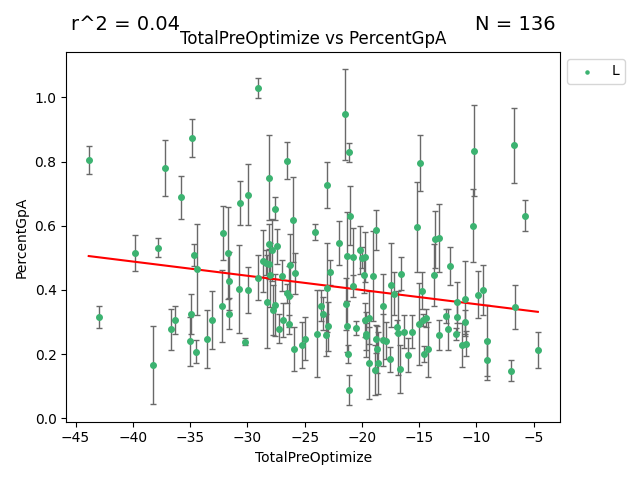 r^2 = 0.04
N = 136
TotalPreOptimize vs PercentGpA
L
PercentGpA
1.0
0.8
0.6
0.4
0.2
0.0
−45 −40 −35 −30 −25 −20 −15 −10 −5
TotalPreOptimize